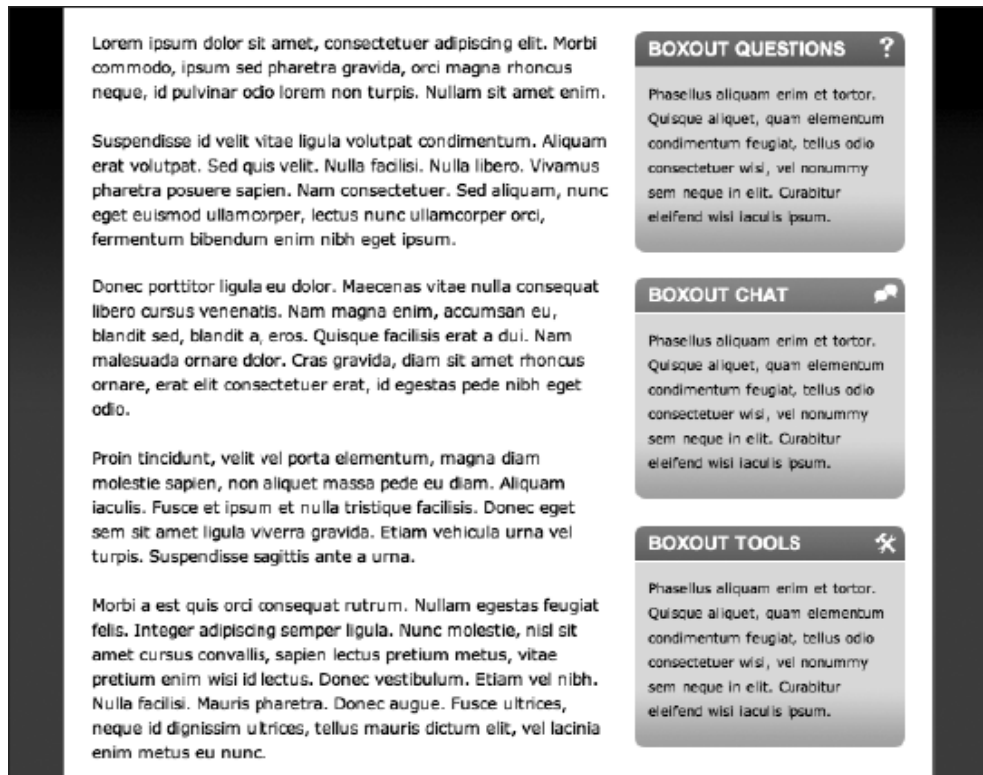 Lorem ipsum dolor sit amet, consectetuer adipiscing elit. Morbi
commodo, ipsum sed pharetra gravida, orci magna rhoncus
neque, id pulvinar odio lorem non turpis. Nullam sit amet enim.
Suspendisse id velit vitae ligula volutpat condimentum. Aliquam
erat volutpat. Sed quis velit. Nulla facilisi. Nulla libero. Vivamus
pharetra posuere sapien. Nam consectetuer. Sed aliquam, nunc
eget euismod ullamcorper, lectus nunc ullamcorper orci,
fermentum bibendum enim nibh eget ipsum.
Donec porttitor ligula eu dolor. Maecenas vitae nulla consequat
libero cursus venenatis. Nam magna enim, accumsan eu,
blandit sed, blandit a, eros. Quisque facilisis erat a dui. Nam
malesuada ornare dolor. Cras gravida, diam sit amet rhoncus
ornare, erat elit consectetuer erat, id egestas pede nibh eget
odio.
Proin tincidunt, velit vel porta elementum, magna diam
molestie sapien, non aliquet massa pede eu diam. Aliquam
iaculis. Fusce et ipsum et nulla tristique facilisis. Donec eget
sem sit amet ligula viverra gravida. Etiam vehicula urna vel
turpis. Suspendisse sagittis ante a urna.
Morbi a est quis orci consequat rutrum. Nullam egestas feugiat
felis. Integer adipiscing semper ligula. Nunc molestie, nisl sit
amet cursus convallis, sapien lectus pretium metus, vitae
pretium enim wisi id lectus. Donec vestibulum. Etiam vel nibh.
Nulla facilisi. Mauris pharetra. Donec augue. Fusce ultrices,
neque id dignissim ultrices, tellus mauris dictum elit, vel lacinia
enim metus eu nunc.
BOXOUT QUESTIONS ?
Phasellus aliquam enim et tortor.
Quisque aliquet, quam elementum
condimentum feugiat, tellus odio
consectetuer wisi, vel nonummy
sem neque in elit. Curabitur
eleifend wisi iaculis ipsum.
BOXOUT CHAT
Phasellus aliquam enim et tortor.
Quisque aliquet, quam elementum
condimentum feugiat, tellus odio
consectetuer wisi, vel nonummy
sem neque in elit. Curabitur
eleifend wisi iaculis ipsum.
BOXOUT TOOLS
Phasellus aliquam enim et tortor.
Quisque aliquet, quam elementum
condimentum feugiat, tellus odio
consectetuer wisi, vel nonummy
sem neque in elit. Curabitur
eleifend wisi iaculis ipsum.